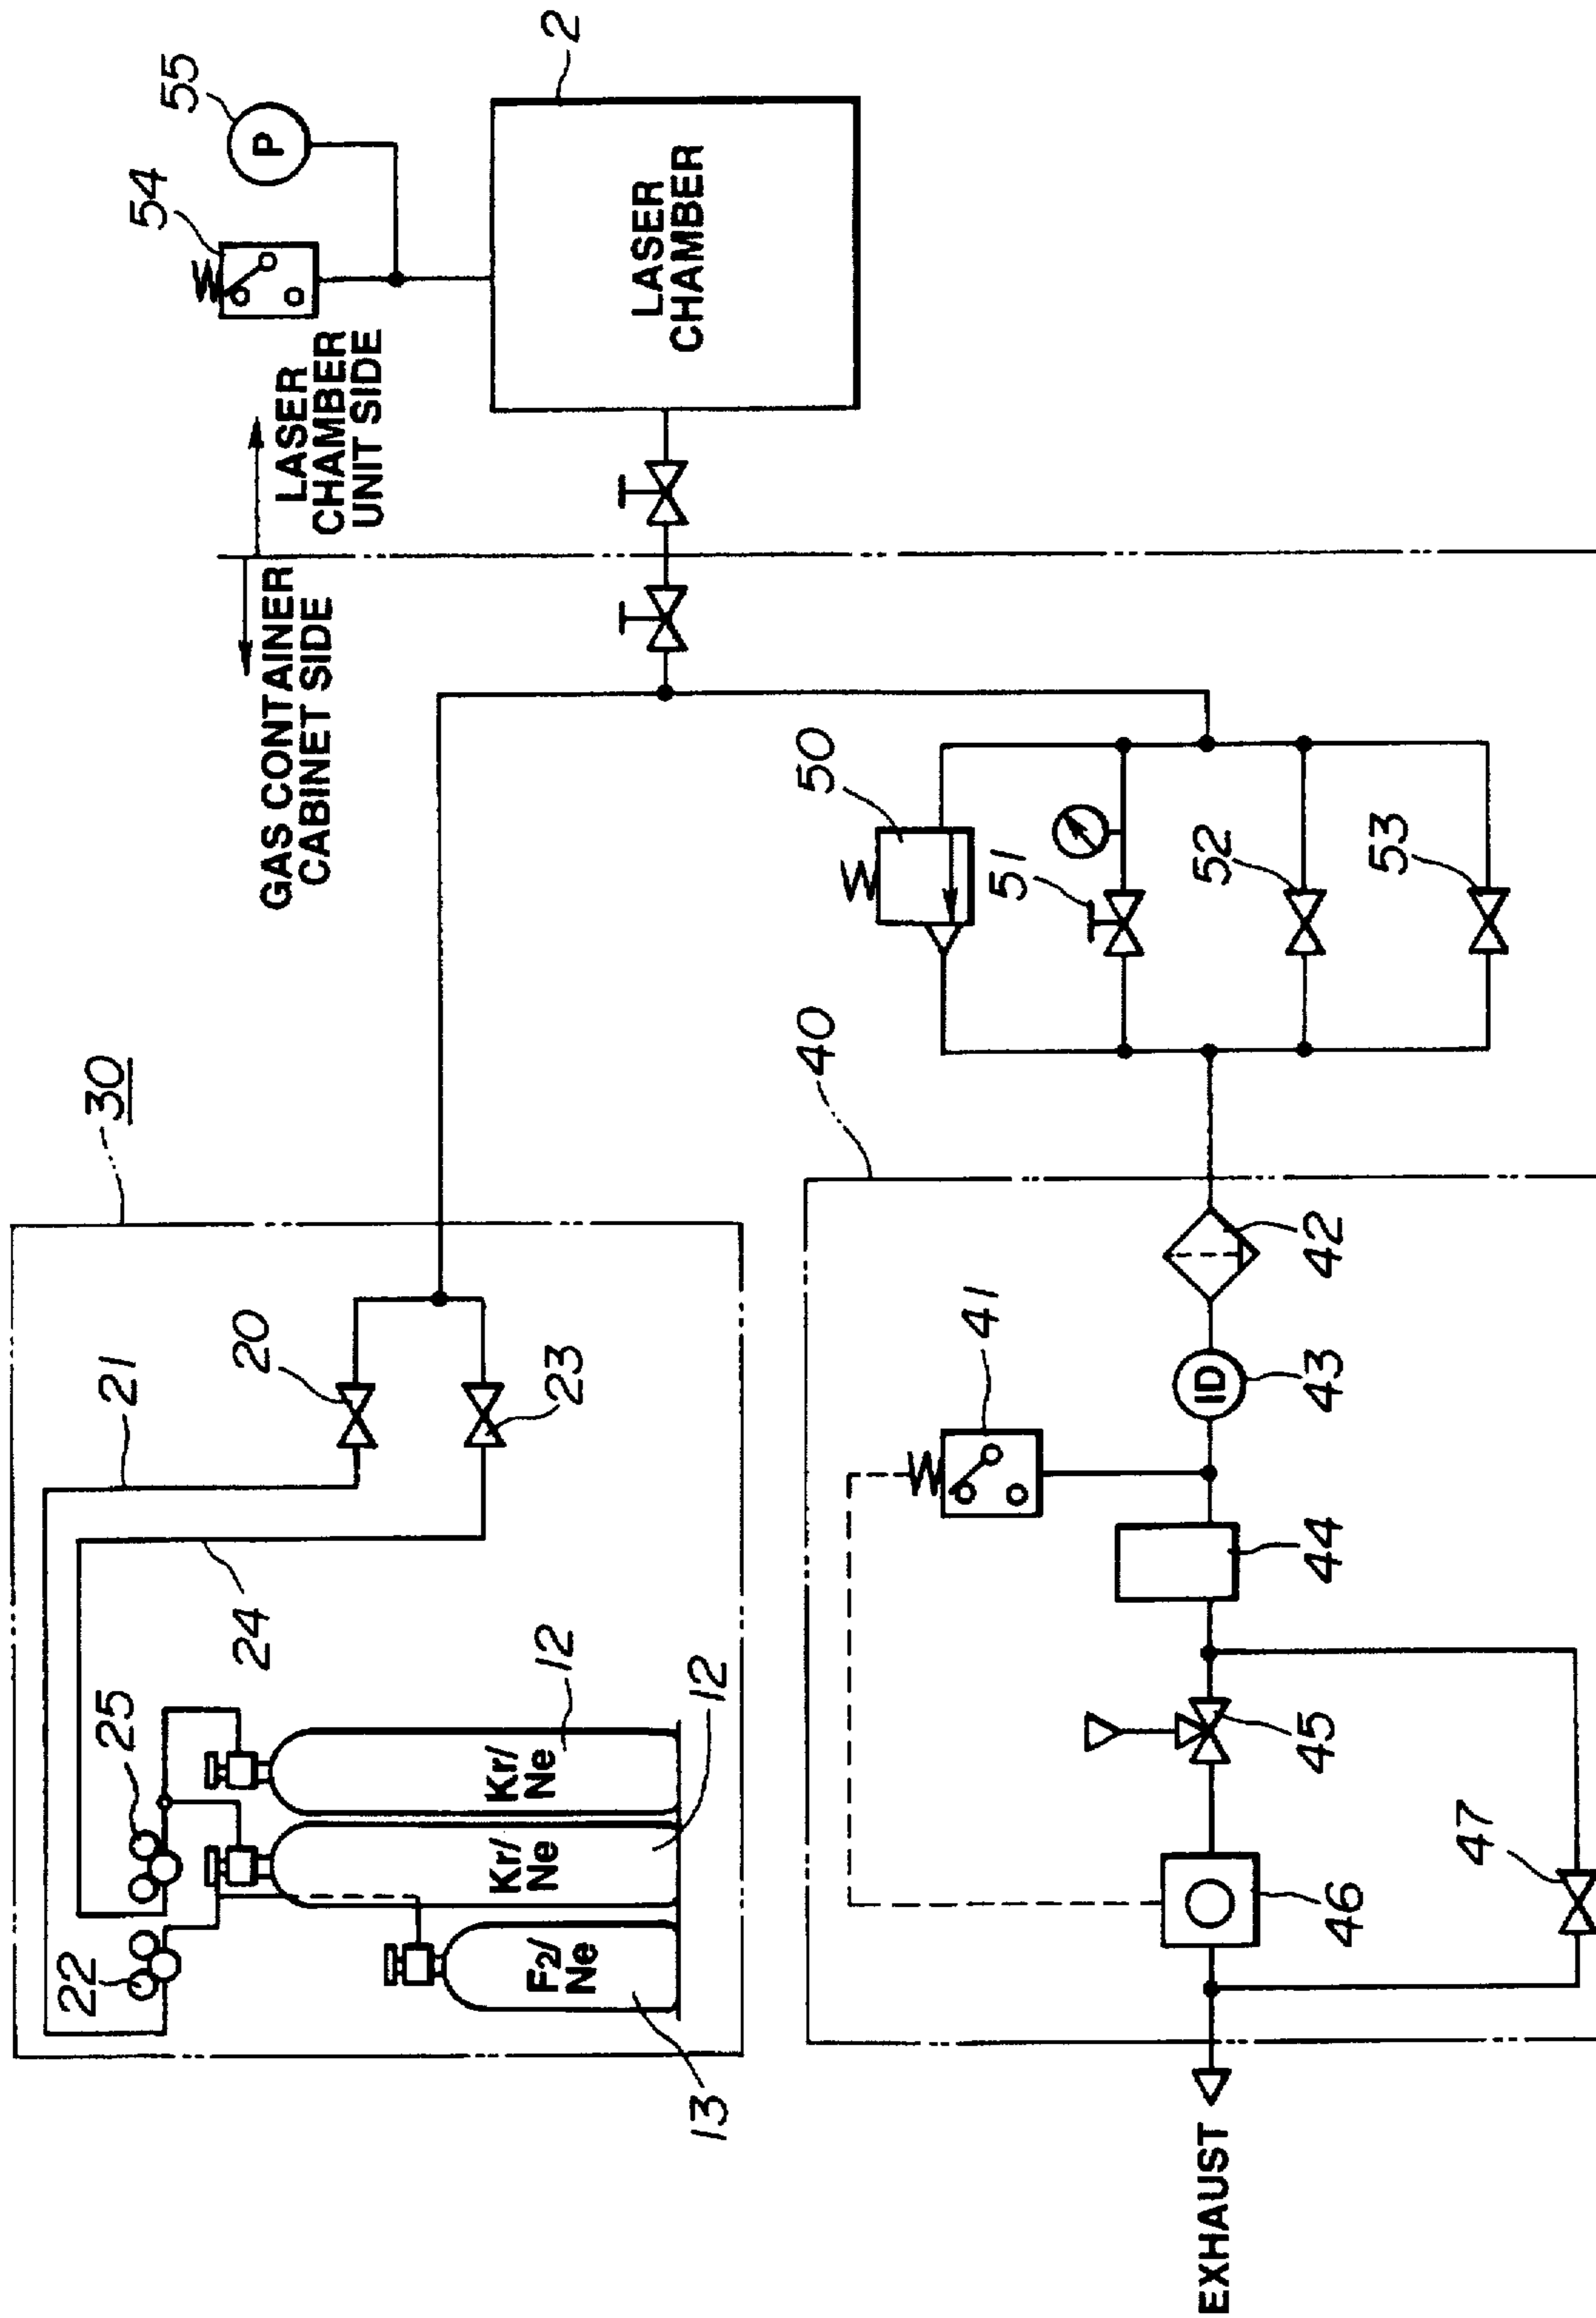 30
21
20
23
24
25
22
12
Kr/
Ne
12
Kr/
Ne
F2/
Ne
13
GAS CONTAINER
CABINET SIDE
LASER
CHAMBER
UNIT SIDE
54
55
P
2
LASER
CHAMBER
40
50
51
52
53
41
42
ID
43
44
45
46
47
EXHAUST